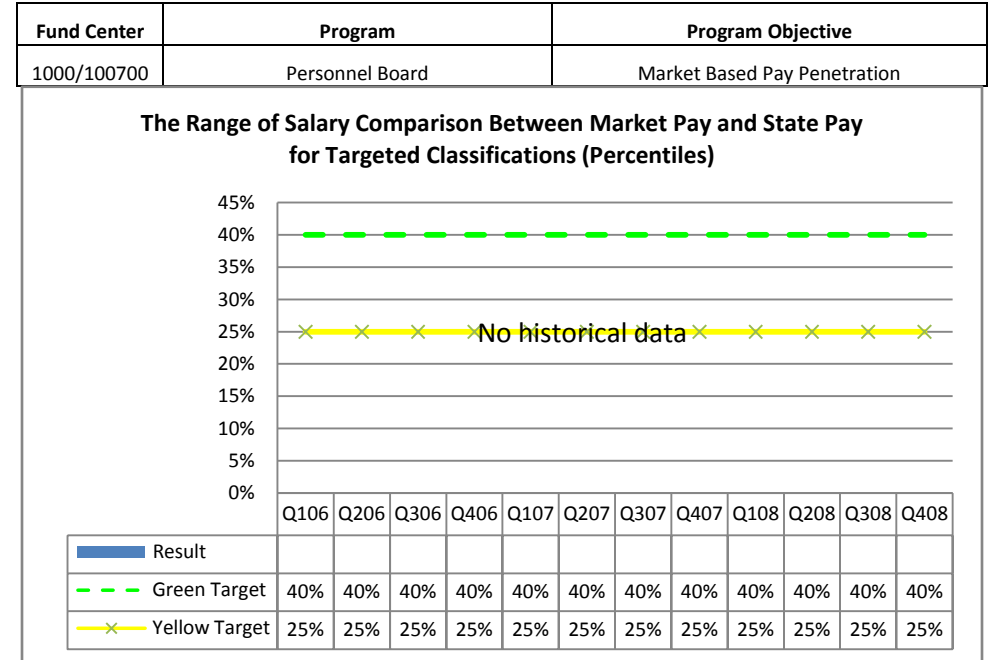 Fund Center Program Program Objective
1000/100700 Personnel Board Market Based Pay Penetration
The Range of Salary Comparison Between Market Pay and State Pay
for Targeted Classifications (Percentiles)
45%
40%
35%
30%
25% No historical data
20%
15%
10%
5%
0%
Q106 Q206 Q306 Q406 Q107 Q207 Q307 Q407 Q108 Q208 Q308 Q408
Result
Green Target 40% 40% 40% 40% 40% 40% 40% 40% 40% 40% 40% 40%
Yellow Target 25% 25% 25% 25% 25% 25% 25% 25% 25% 25% 25% 25%